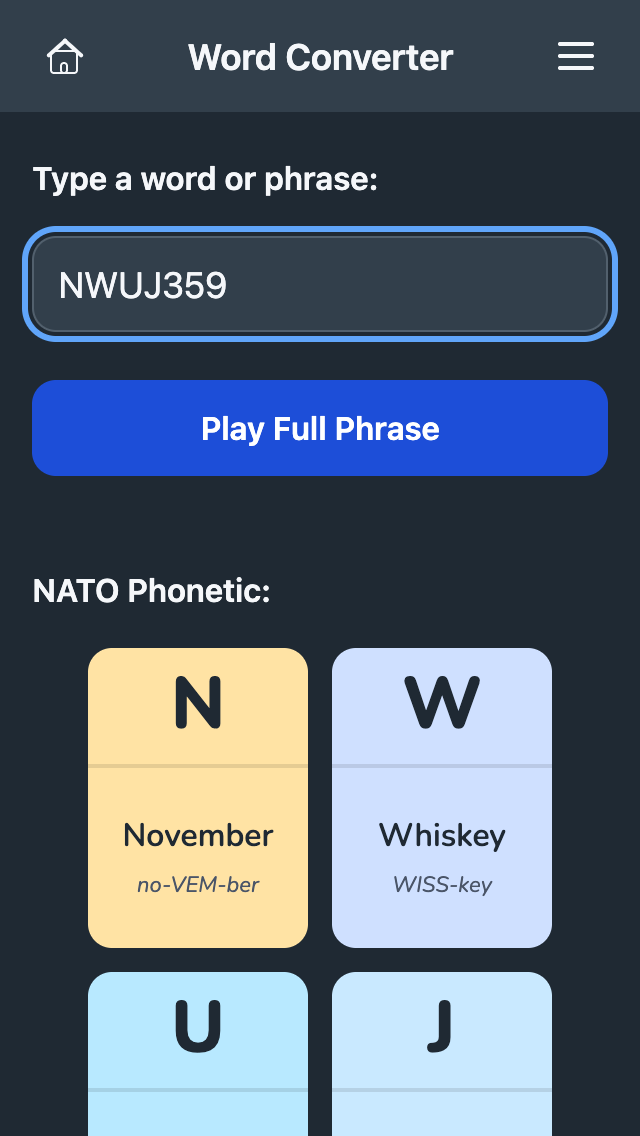 Word Converter
Type a word or phrase:
NWUJ359
Play Full Phrase
NATO Phonetic:
N
W
November
Whiskey
no-VEM-ber
WISS-key
U
J